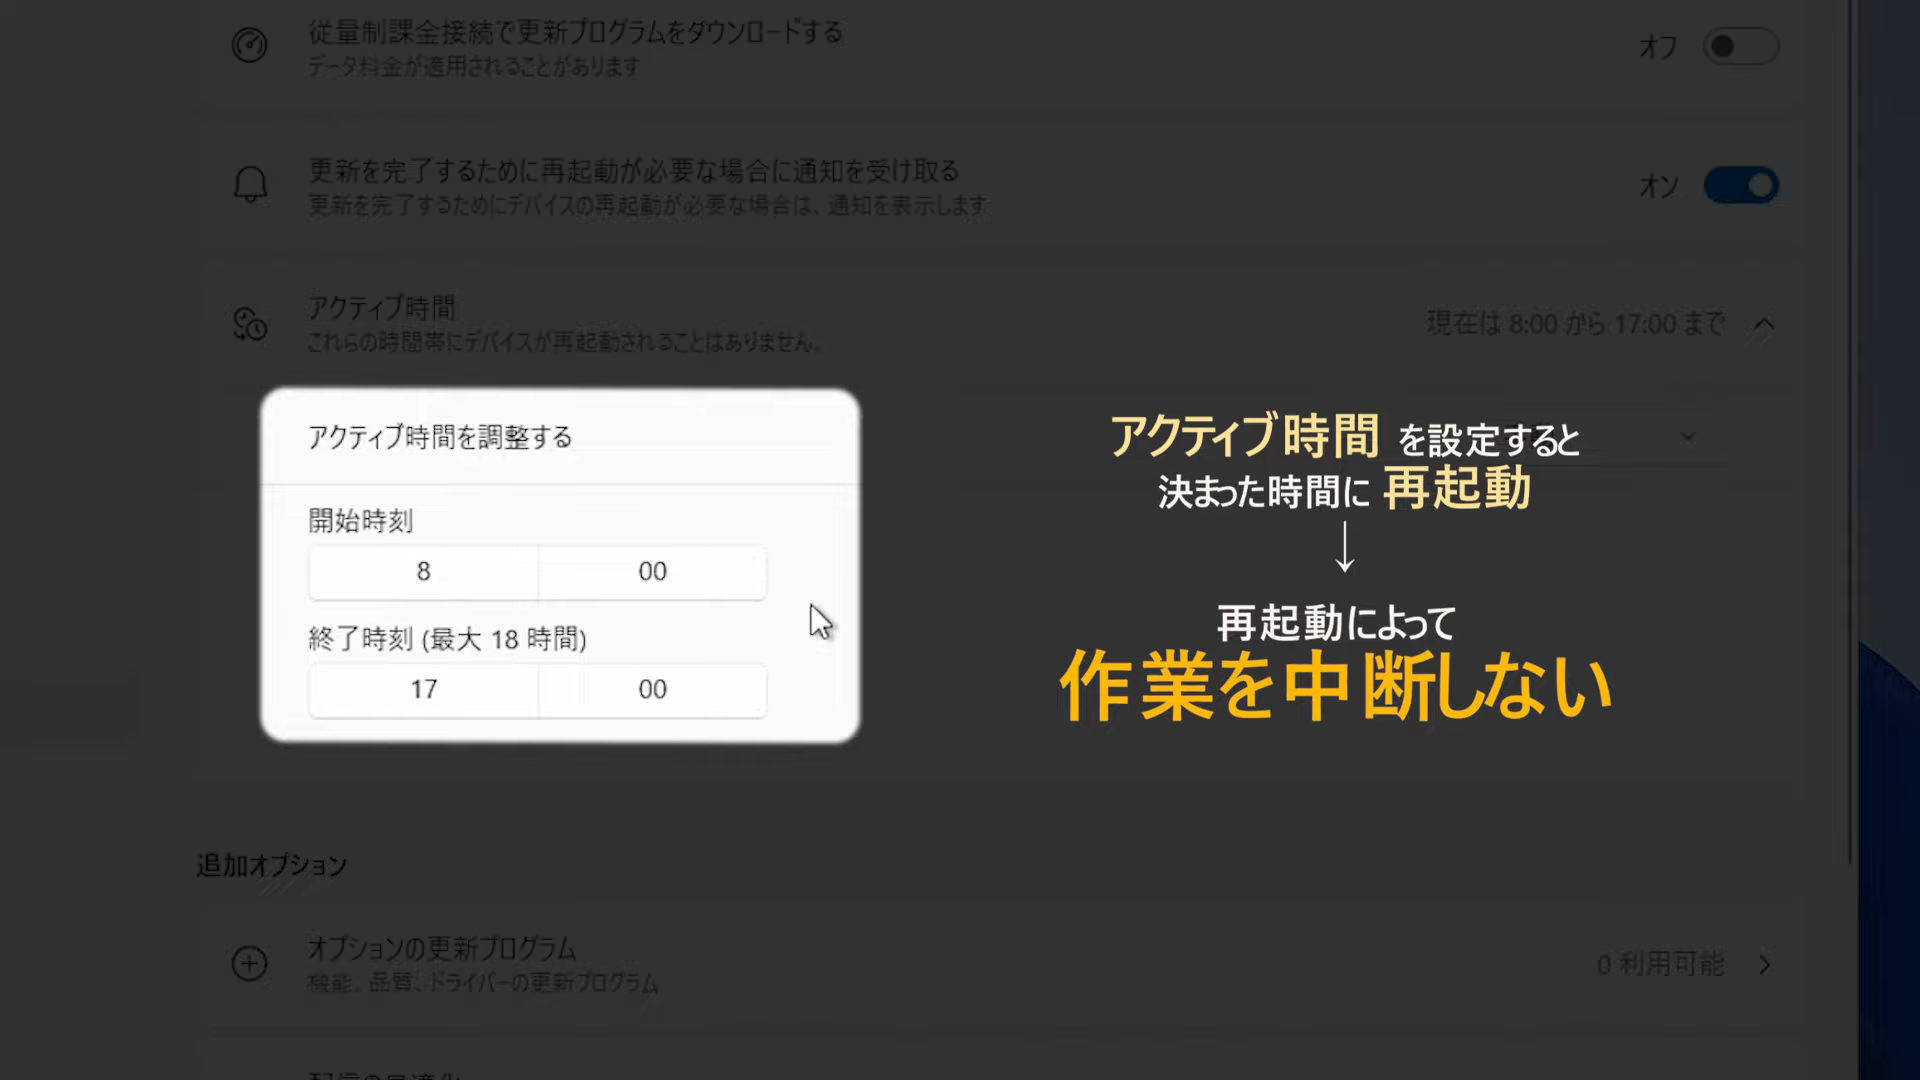 従量制課金接続で更新プログラムをダウンロードする
データ料金が適用されることがあります
オフ
更新を完了するために再起動が必要な場合に通知を受け取る
更新を完了するためにデバイスの再起動が必要な場合は、通知を表示します
オン
アクティブ時間
これらの時間帯にデバイスが再起動されることはありません。
現在は 8:00 から 17:00 まで
アクティブ時間を調整する
開始時刻
8 00
終了時刻 (最大 18 時間)
17 00
アクティブ時間 を設定すると
決まった時間に 再起動
↓
再起動によって
作業を中断しない
追加オプション
オプションの更新プログラム
機能、品質、ドライバーの更新プログラム
0 利用可能